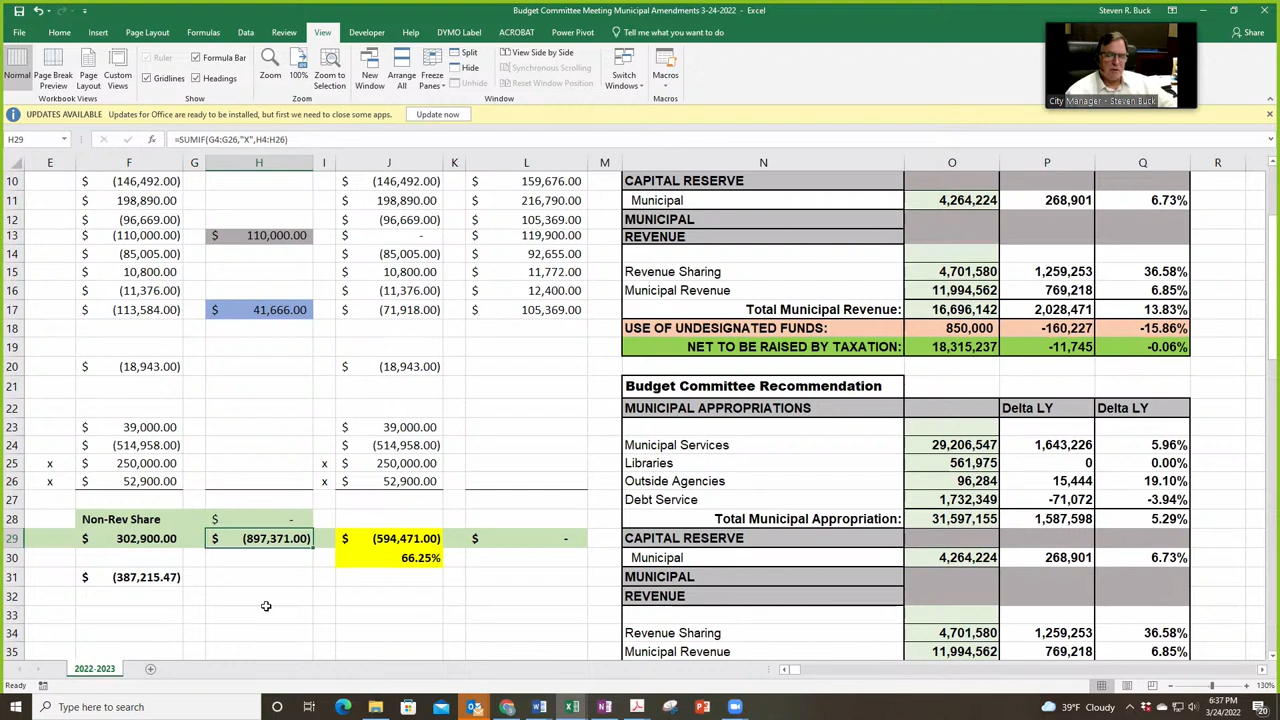 Budget Committee Meeting Municipal Amendments 3-24-2022 - Excel
Steven R. Buck
File Home Insert Page Layout Formulas Data Review View Developer Help DYMO Label ACROBAT Power Pivot Tell me what you want to do Share
Normal Page Break Preview Page Layout Custom Views
Ruler Formula Bar
Gridlines Headings
Zoom 100% Zoom to Selection
New Window Arrange All Freeze Panes
Split
Hide
Unhide
View Side by Side
Synchronous Scrolling
Reset Window Position
Switch Windows Macros
Workbook Views Show Zoom Window Macros
City Manager - Steven Buck
UPDATES AVAILABLE Updates for Office are ready to be installed, but first we need to close some apps. Update now
H29 fx =SUMIF(G4:G26,"X",H4:H26)
E F G H I J K L M N O P Q R
10 $ (146,492.00) $ (146,492.00) $ 159,676.00 CAPITAL RESERVE
11 $ 198,890.00 $ 198,890.00 $ 216,790.00 Municipal 4,264,224 268,901 6.73%
12 $ (96,669.00) $ (96,669.00) $ 105,369.00 MUNICIPAL
13 $ (110,000.00) $ 110,000.00 $ - $ 119,900.00 REVENUE
14 $ (85,005.00) $ (85,005.00) $ 92,655.00
15 $ 10,800.00 $ 10,800.00 $ 11,772.00 Revenue Sharing 4,701,580 1,259,253 36.58%
16 $ (11,376.00) $ (11,376.00) $ 12,400.00 Municipal Revenue 11,994,562 769,218 6.85%
17 $ (113,584.00) $ 41,666.00 $ (71,918.00) $ 105,369.00 Total Municipal Revenue: 16,696,142 2,028,471 13.83%
18 USE OF UNDESIGNATED FUNDS: 850,000 -160,227 -15.86%
19 NET TO BE RAISED BY TAXATION: 18,315,237 -11,745 -0.06%
20 $ (18,943.00) $ (18,943.00)
21 Budget Committee Recommendation
22 MUNICIPAL APPROPRIATIONS Delta LY Delta LY
23 $ 39,000.00 $ 39,000.00
24 $ (514,958.00) $ (514,958.00) Municipal Services 29,206,547 1,643,226 5.96%
25 x $ 250,000.00 x $ 250,000.00 Libraries 561,975 0 0.00%
26 x $ 52,900.00 x $ 52,900.00 Outside Agencies 96,284 15,444 19.10%
27 Debt Service 1,732,349 -71,072 -3.94%
28 Non-Rev Share $ - Total Municipal Appropriation: 31,597,155 1,587,598 5.29%
29 $ 302,900.00 $ (897,371.00) $ (594,471.00) $ - CAPITAL RESERVE
30 66.25% Municipal 4,264,224 268,901 6.73%
31 $ (387,215.47) MUNICIPAL
32 REVENUE
33
34 Revenue Sharing 4,701,580 1,259,253 36.58%
35 Municipal Revenue 11,994,562 769,218 6.85%
2022-2023
Ready 130%
Type here to search 39°F Cloudy 6:37 PM
3/24/2022 20